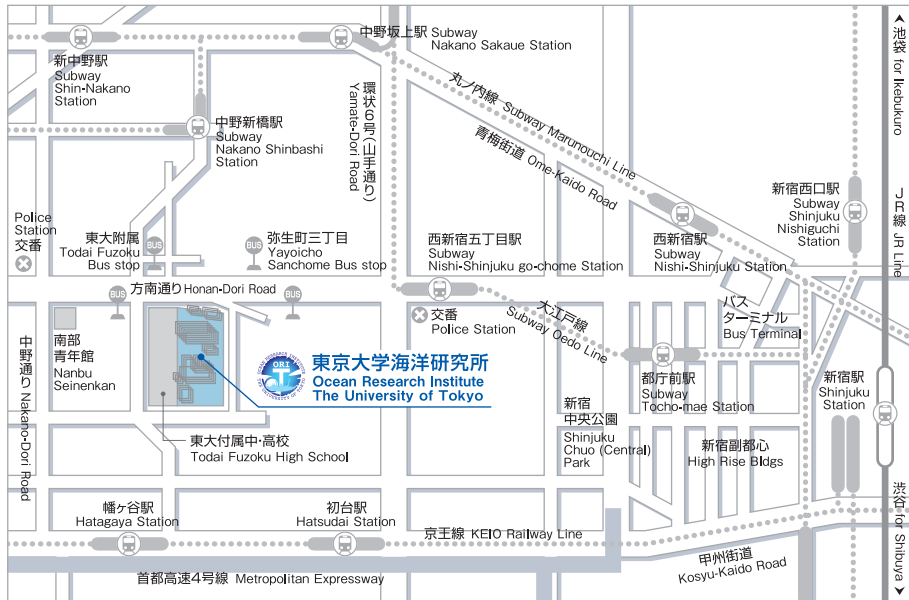 中野坂上駅 Subway
Nakano Sakaue Station
新中野駅
Subway
Shin-Nakano
Station
池袋 for Ikebukuro
中野新橋駅
Subway
Nakano Shinbashi
Station
環状6号(山手通り)
Yamate-Dori Road
丸ノ内線 Subway Marunouchi Line
青梅街道 Ome-Kaido Road
新宿西口駅
Subway
Shinjuku
Nishiguchi
Station
JR線 JR Line
Police
Station
交番
東大附属
Todai Fuzoku
Bus stop
BUS
弥生町三丁目
Yayoicho
Sanchome Bus stop
BUS
西新宿五丁目駅
Subway
Nishi-Shinjuku go-chome Station
西新宿駅
Subway
Nishi-Shinjuku Station
BUS
方南通り Honan-Dori Road
BUS
交番
Police Station
大江戸線
Subway Oedo Line
バス
ターミナル
Bus Terminal
南部
青年館
Nanbu
Seinenkan
中野通り Nakano-Dori Road
OCEAN RESEARCH INSTITUTE
ORI
UNIVERSITY OF TOKYO
東京大学海洋研究所
Ocean Research Institute
The University of Tokyo
都庁前駅
Subway
Tocho-mae Station
新宿駅
Shinjuku
Station
新宿
中央公園
Shinjuku
Chuo (Central)
Park
新宿副都心
High Rise Bldgs
東大付属中・高校
Todai Fuzoku High School
幡ヶ谷駅
Hatagaya Station
初台駅
Hatsudai Station
京王線 KEIO Railway Line
甲州街道
Kosyu-Kaido Road
渋谷 for Shibuya
首都高速4号線 Metropolitan Expressway